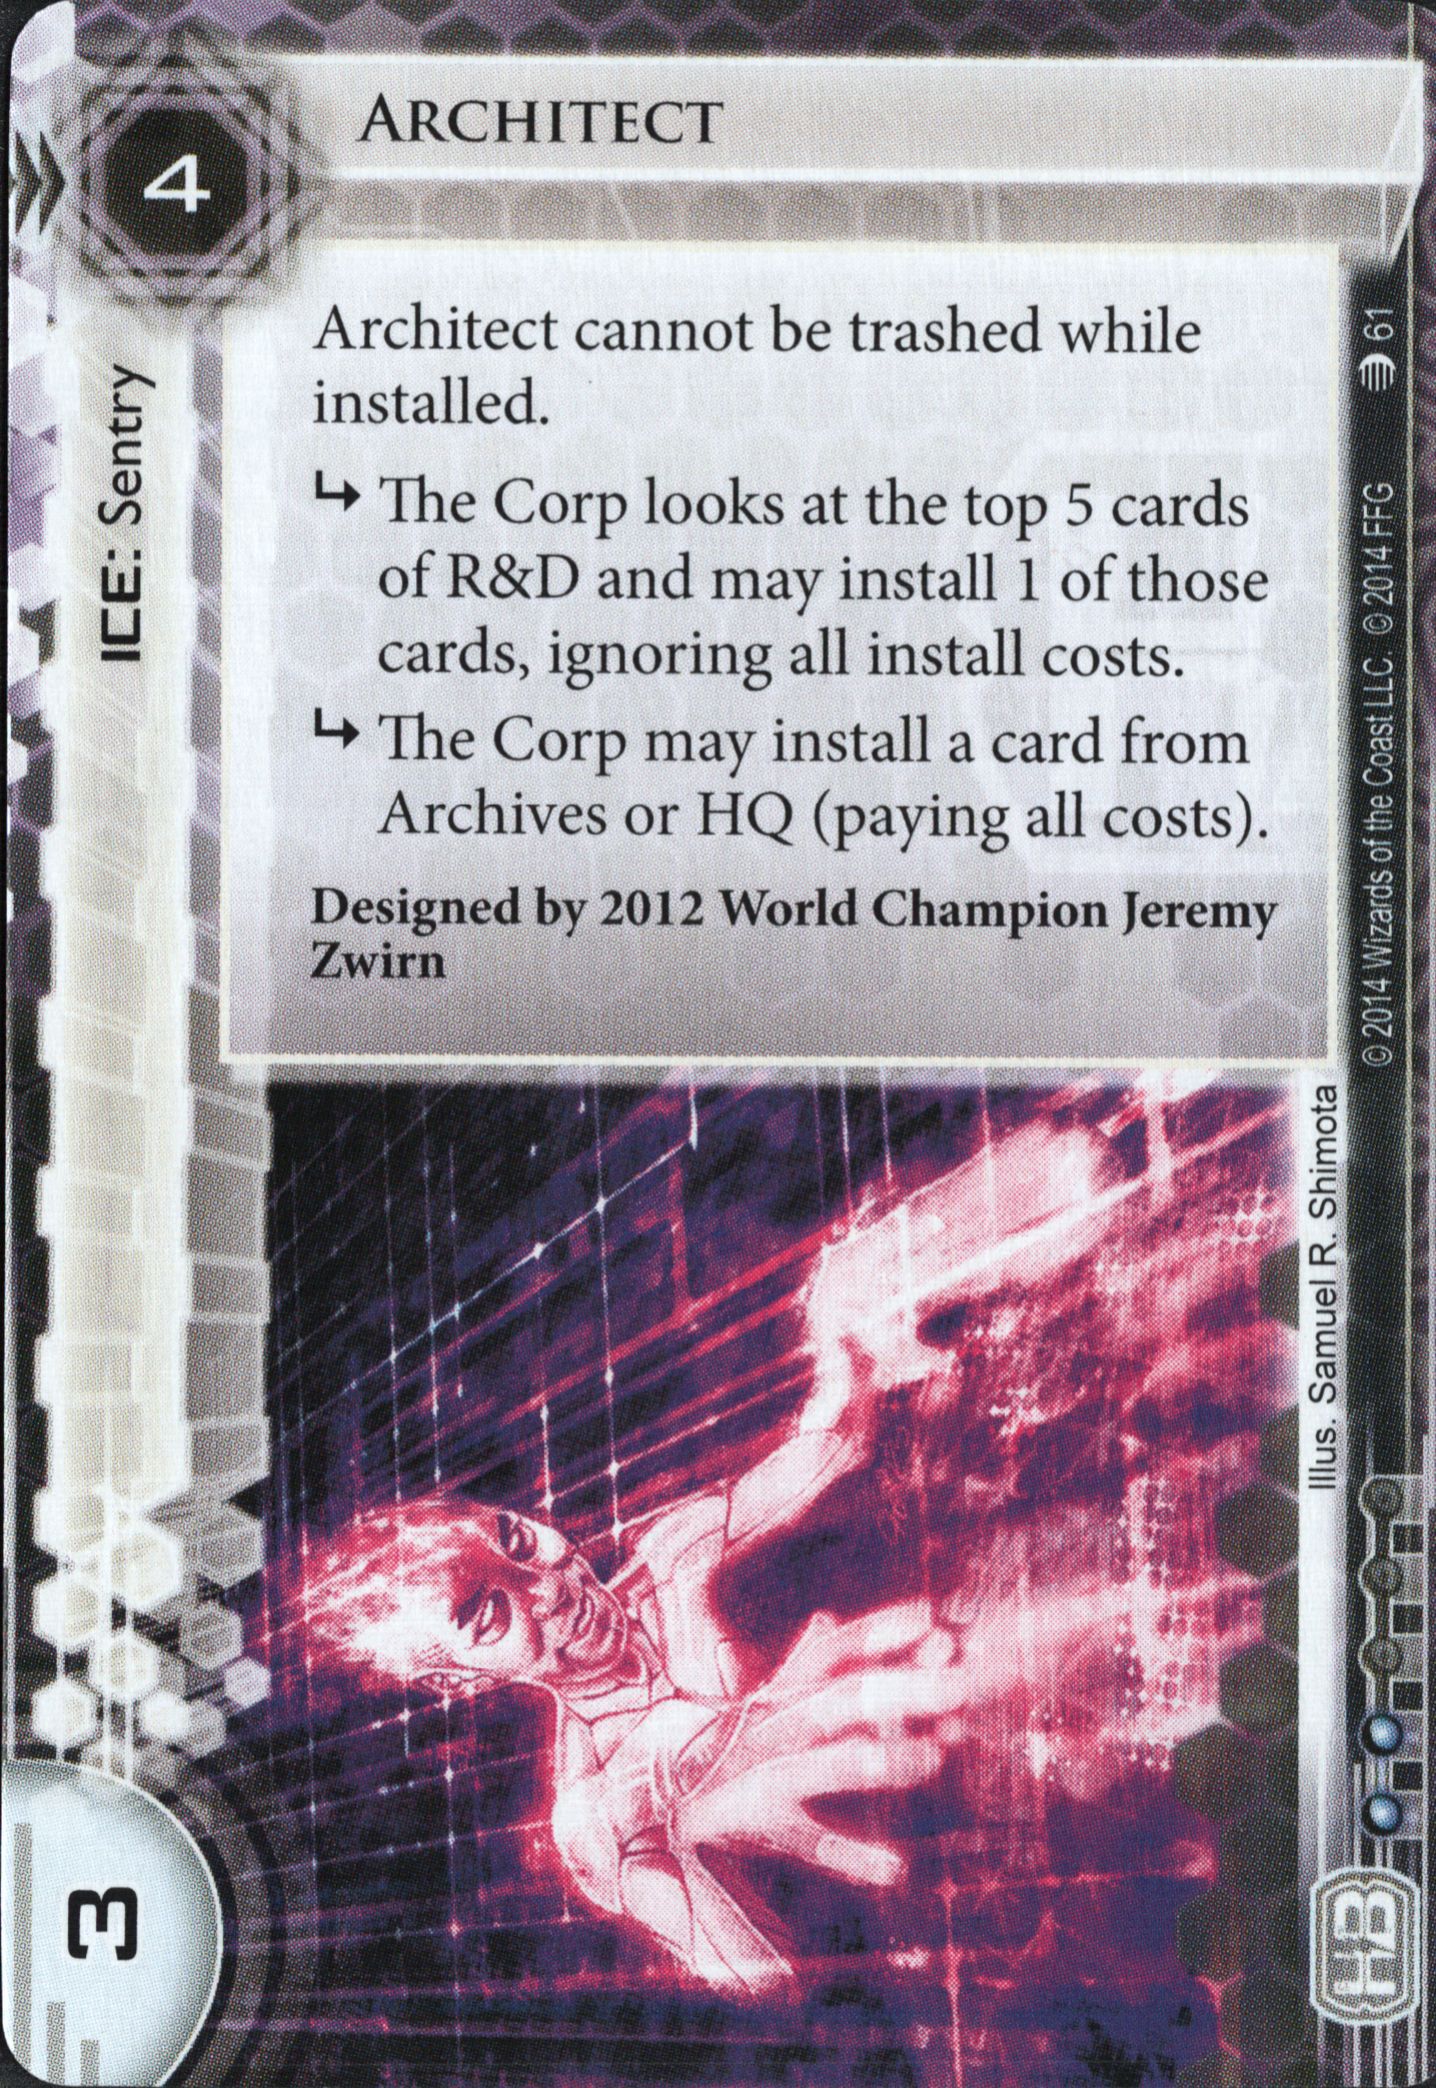 4
ARCHITECT
ICE: Sentry
Architect cannot be trashed while
installed.
↳ The Corp looks at the top 5 cards
of R&D and may install 1 of those
cards, ignoring all install costs.
↳ The Corp may install a card from
Archives or HQ (paying all costs).
Designed by 2012 World Champion Jeremy
Zwirn
3
Illus. Samuel R. Shimota
© 2014 Wizards of the Coast LLC. © 2014 FFG
61
HB